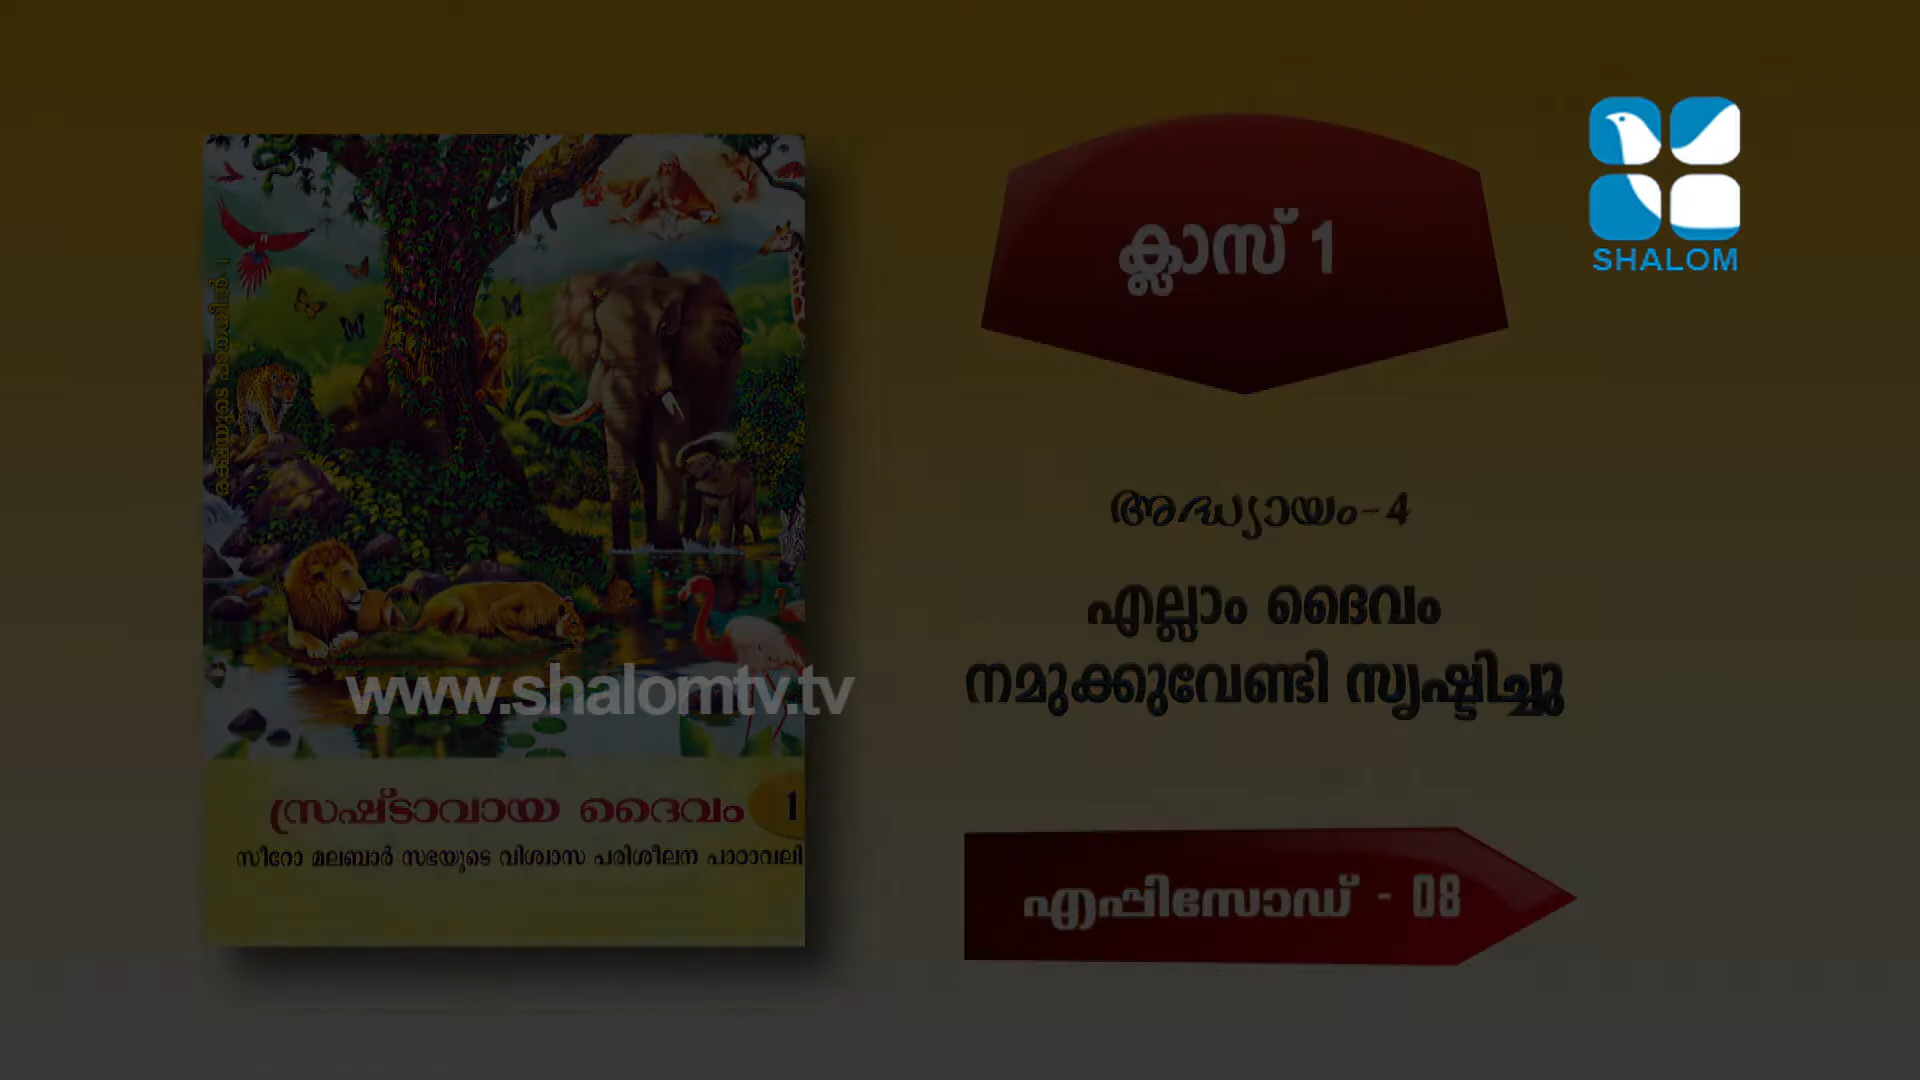 ക്ലാസ് 1
SHALOM
അദ്ധ്യായം-4
എല്ലാം ദൈവം
നമുക്കുവേണ്ടി സൃഷ്ടിച്ചു
www.shalomtv.tv
സ്രഷ്ടാവായ ദൈവം 1
സീറോ മലബാർ സഭയുടെ വിശ്വാസ പരിശീലന പാഠാവലി
എപ്പിസോഡ് - 08